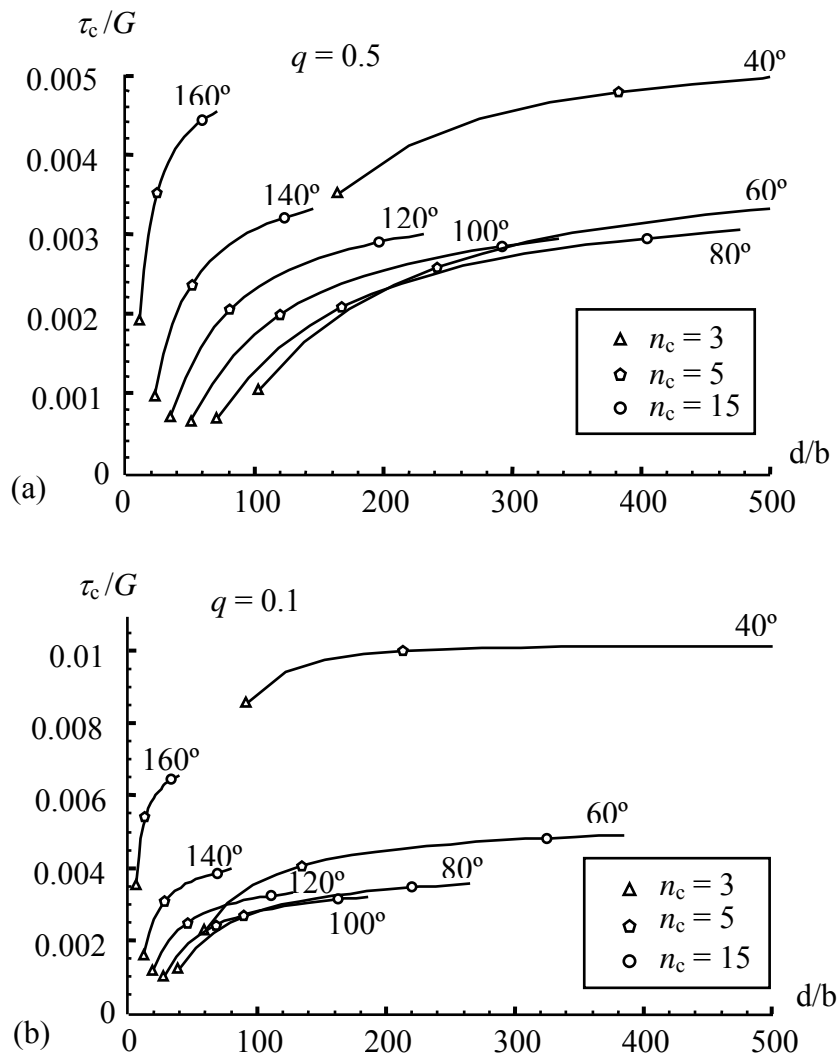 τc/G
q = 0.5
0.005
0.004
0.003
0.002
0.001
0
160º
140º
120º
100º
40º
60º
80º
nc = 3
nc = 5
nc = 15
d/b
(a)
0 100 200 300 400 500
τc/G
q = 0.1
0.01
0.008
0.006
0.004
0.002
0
160º
140º
120º
100º
40º
60º
80º
nc = 3
nc = 5
nc = 15
d/b
(b)
0 100 200 300 400 500